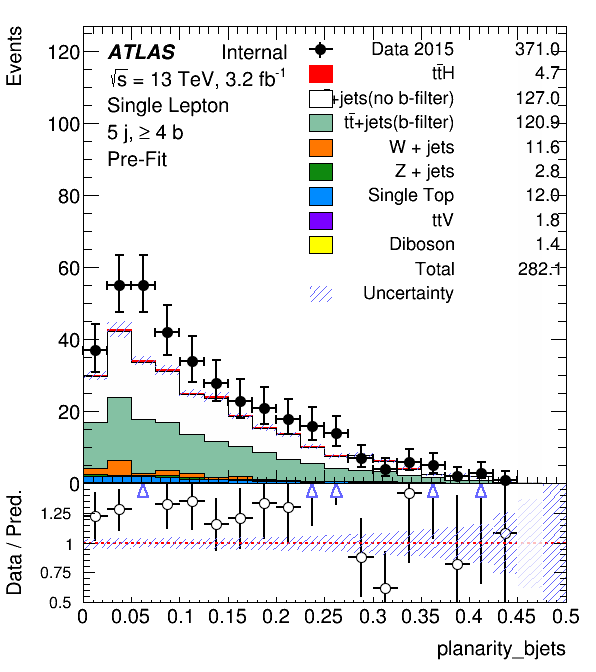 Events
120
100
80
60
40
20
0
ATLAS Internal
√s = 13 TeV, 3.2 fb-1
Single Lepton
5 j, ≥ 4 b
Pre-Fit
Data 2015 371.0
tt̄H 4.7
+jets(no b-filter) 127.0
tt̄+jets(b-filter) 120.9
W + jets 11.6
Z + jets 2.8
Single Top 12.0
ttV 1.8
Diboson 1.4
Total 282.1
Uncertainty
Data / Pred.
1.25
1
0.75
0.5
0 0.05 0.1 0.15 0.2 0.25 0.3 0.35 0.4 0.45 0.5
planarity_bjets